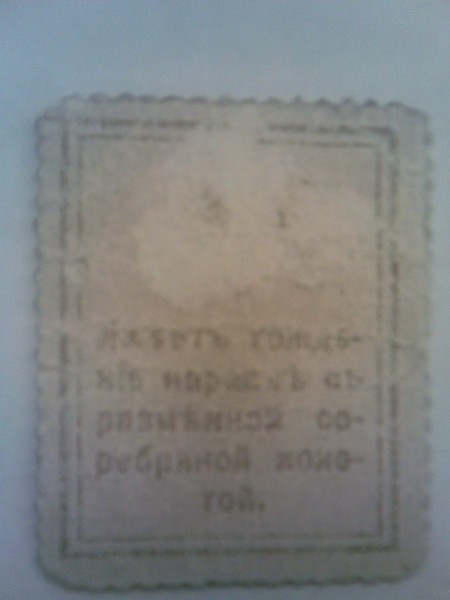 Имѣетъ хожде-
ніе наравнѣ съ
размѣнной се-
ребряной моне-
той.